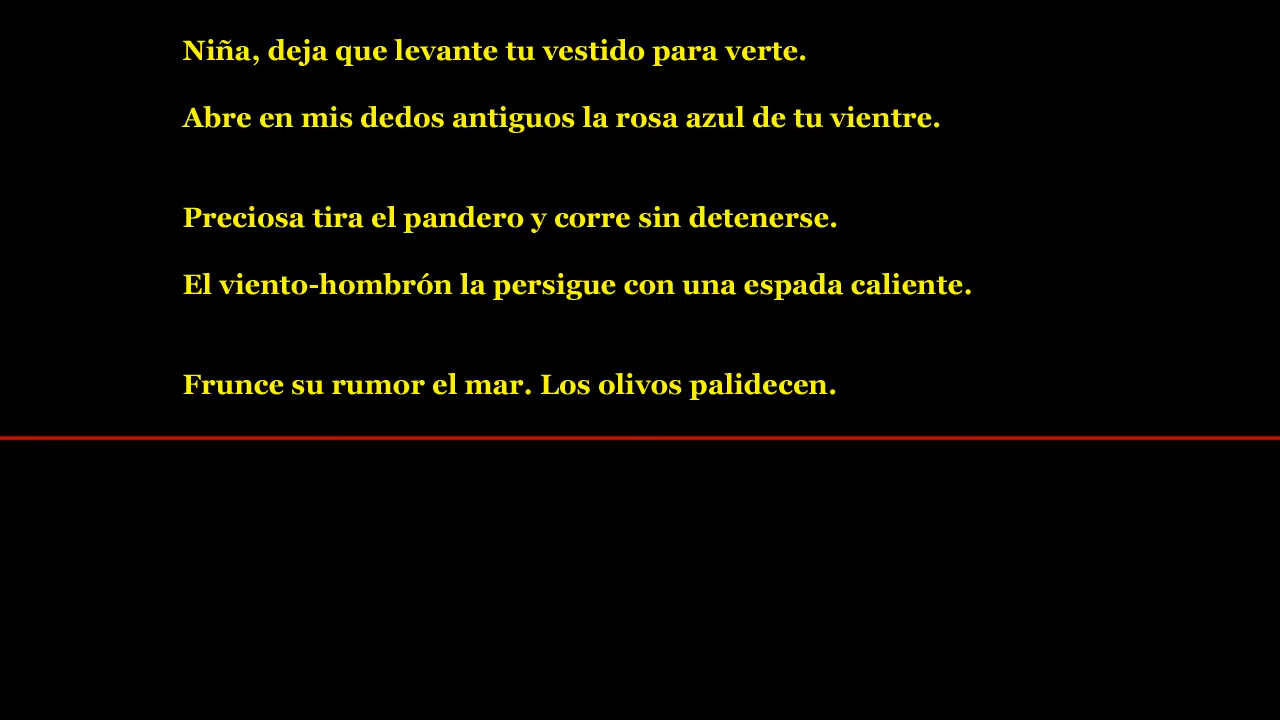 Niña, deja que levante tu vestido para verte.
Abre en mis dedos antiguos la rosa azul de tu vientre.
Preciosa tira el pandero y corre sin detenerse.
El viento-hombrón la persigue con una espada caliente.
Frunce su rumor el mar. Los olivos palidecen.